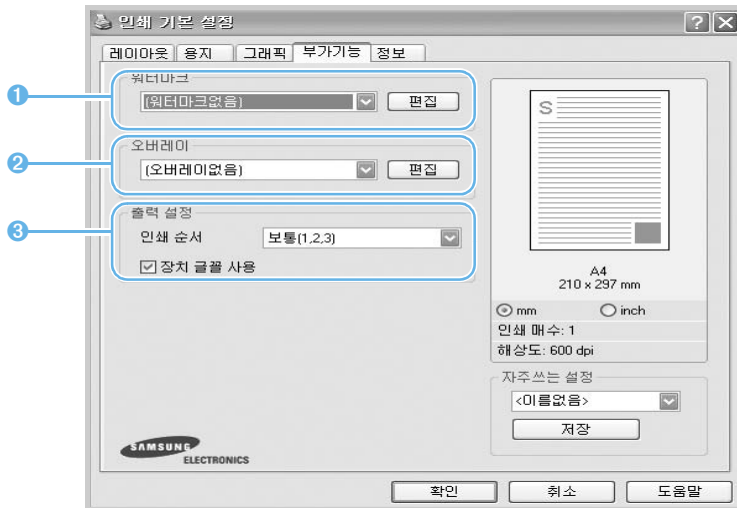 인쇄 기본 설정
레이아웃 용지 그래픽 부가기능 정보
1
워터마크
(워터마크없음) 편집
2
오버레이
(오버레이없음) 편집
3
출력 설정
인쇄 순서 보통(1,2,3)
장치 글꼴 사용
S
A4
210 x 297 mm
mm inch
인쇄 매수: 1
해상도: 600 dpi
자주쓰는 설정
<이름없음>
저장
SAMSUNG
ELECTRONICS
확인 취소 도움말